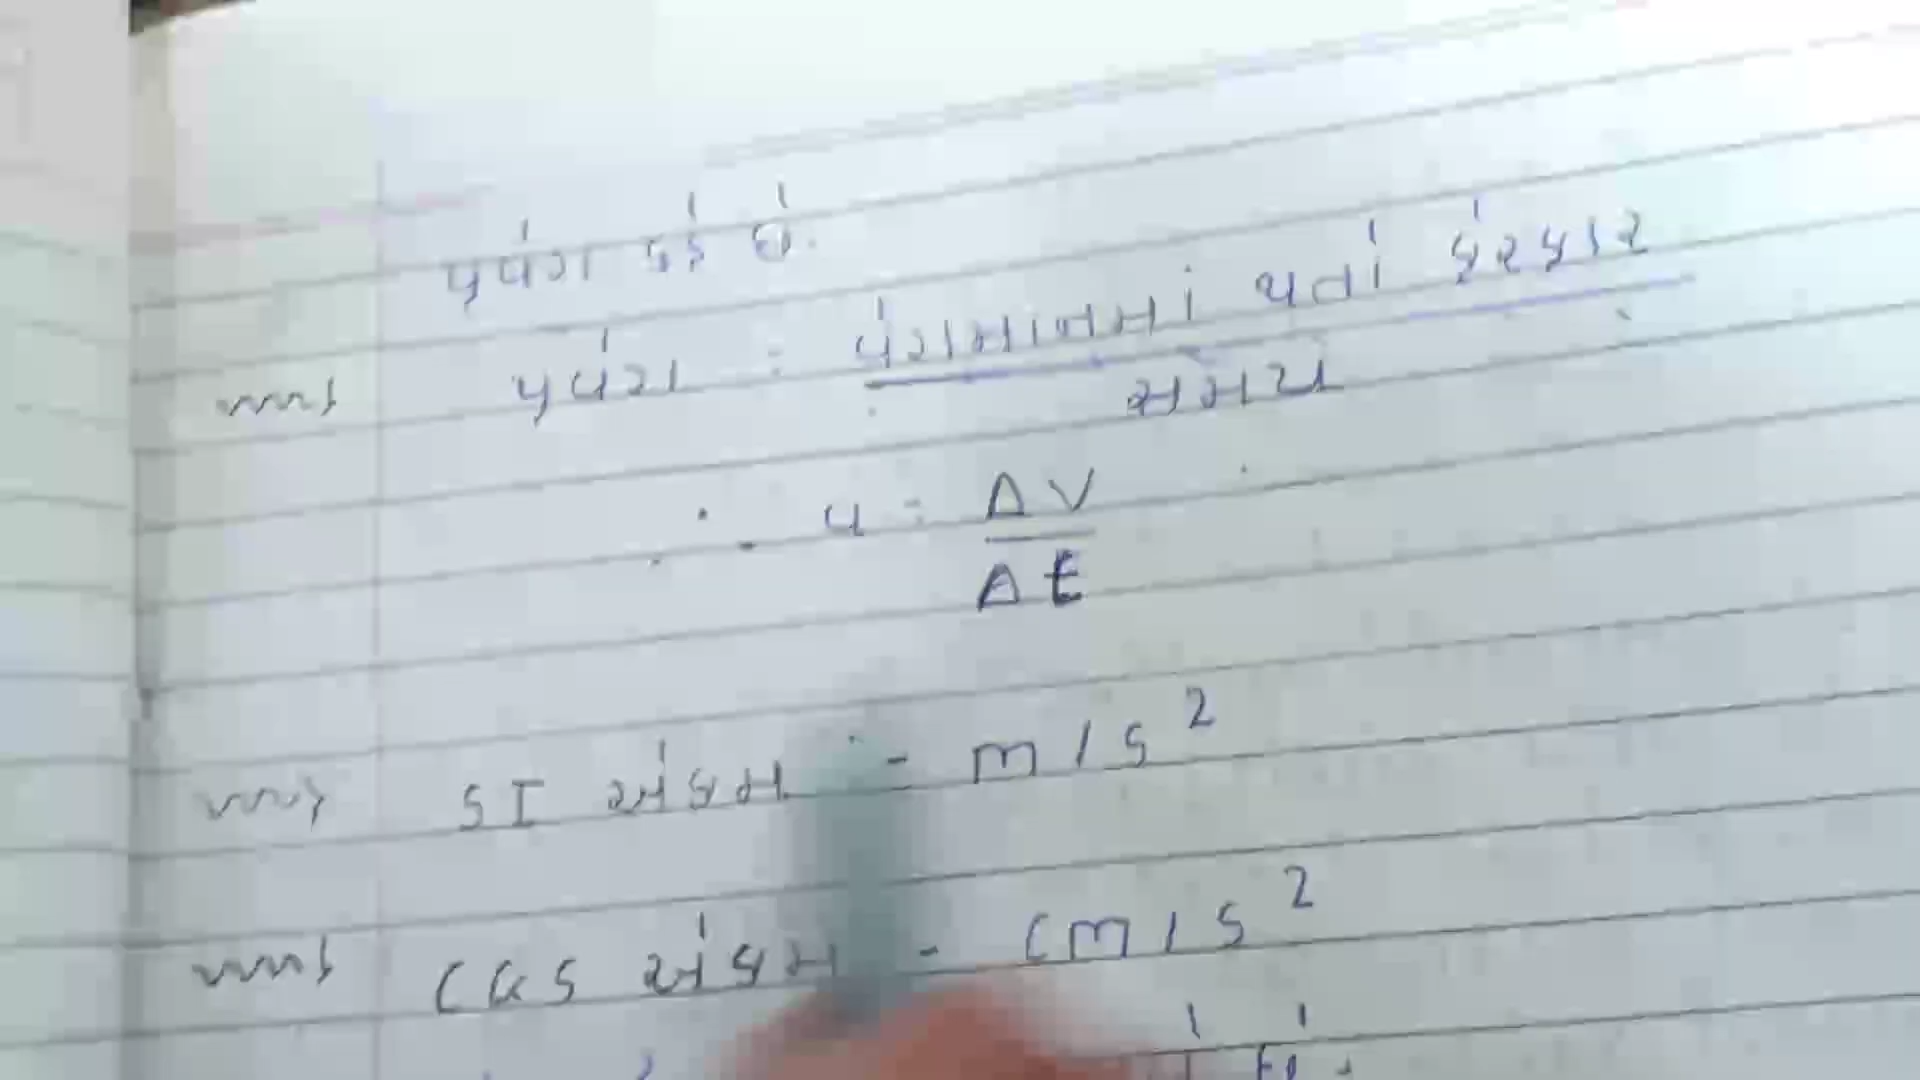 પ્રવેગ કહે છે.
પ્રવેગ = વેગમાનમાં થતો ફેરફાર
સમય
∴ a = ΔV
Δt
SI એકમ - m/s²
CGS એકમ - cm/s²